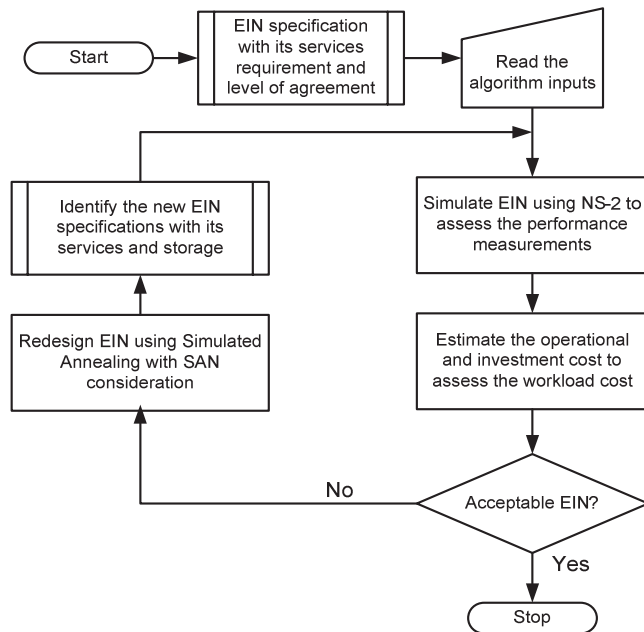 Start
EIN specification
with its services
requirement and
level of agreement
Read the
algorithm inputs
Identify the new EIN
specifications with its
services and storage
Simulate EIN using NS-2 to
assess the performance
measurements
Redesign EIN using Simulated
Annealing with SAN
consideration
Estimate the operational
and investment cost to
assess the workload cost
No
Acceptable EIN?
Yes
Stop